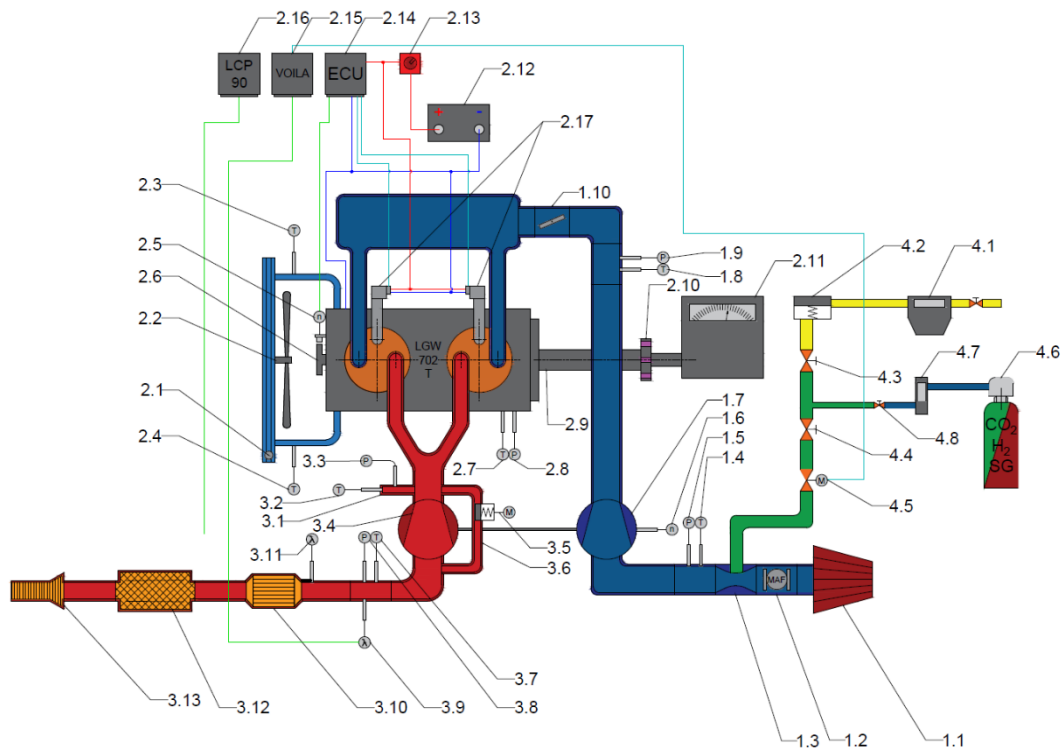 2.16 2.15 2.14 2.13
LCP
90
VOILA
ECU
2.12
+ -
2.17
2.3
T
1.10
2.5
2.6
n
P 1.9
T 1.8
2.11
2.10
4.2 4.1
2.2
LGW
702
T
4.7 4.6
4.3
2.1
2.9
1.7
1.6
1.5
1.4
4.8
CO2
H2
SG
4.4
2.4
T
3.3 P
2.7 T P 2.8
3.2 T
3.1
M 4.5
3.4
M
3.5
n
P T
3.11 λ
P T
3.6
MAF
λ
3.7
3.13 3.12 3.10 3.9 3.8
1.3 1.2 1.1